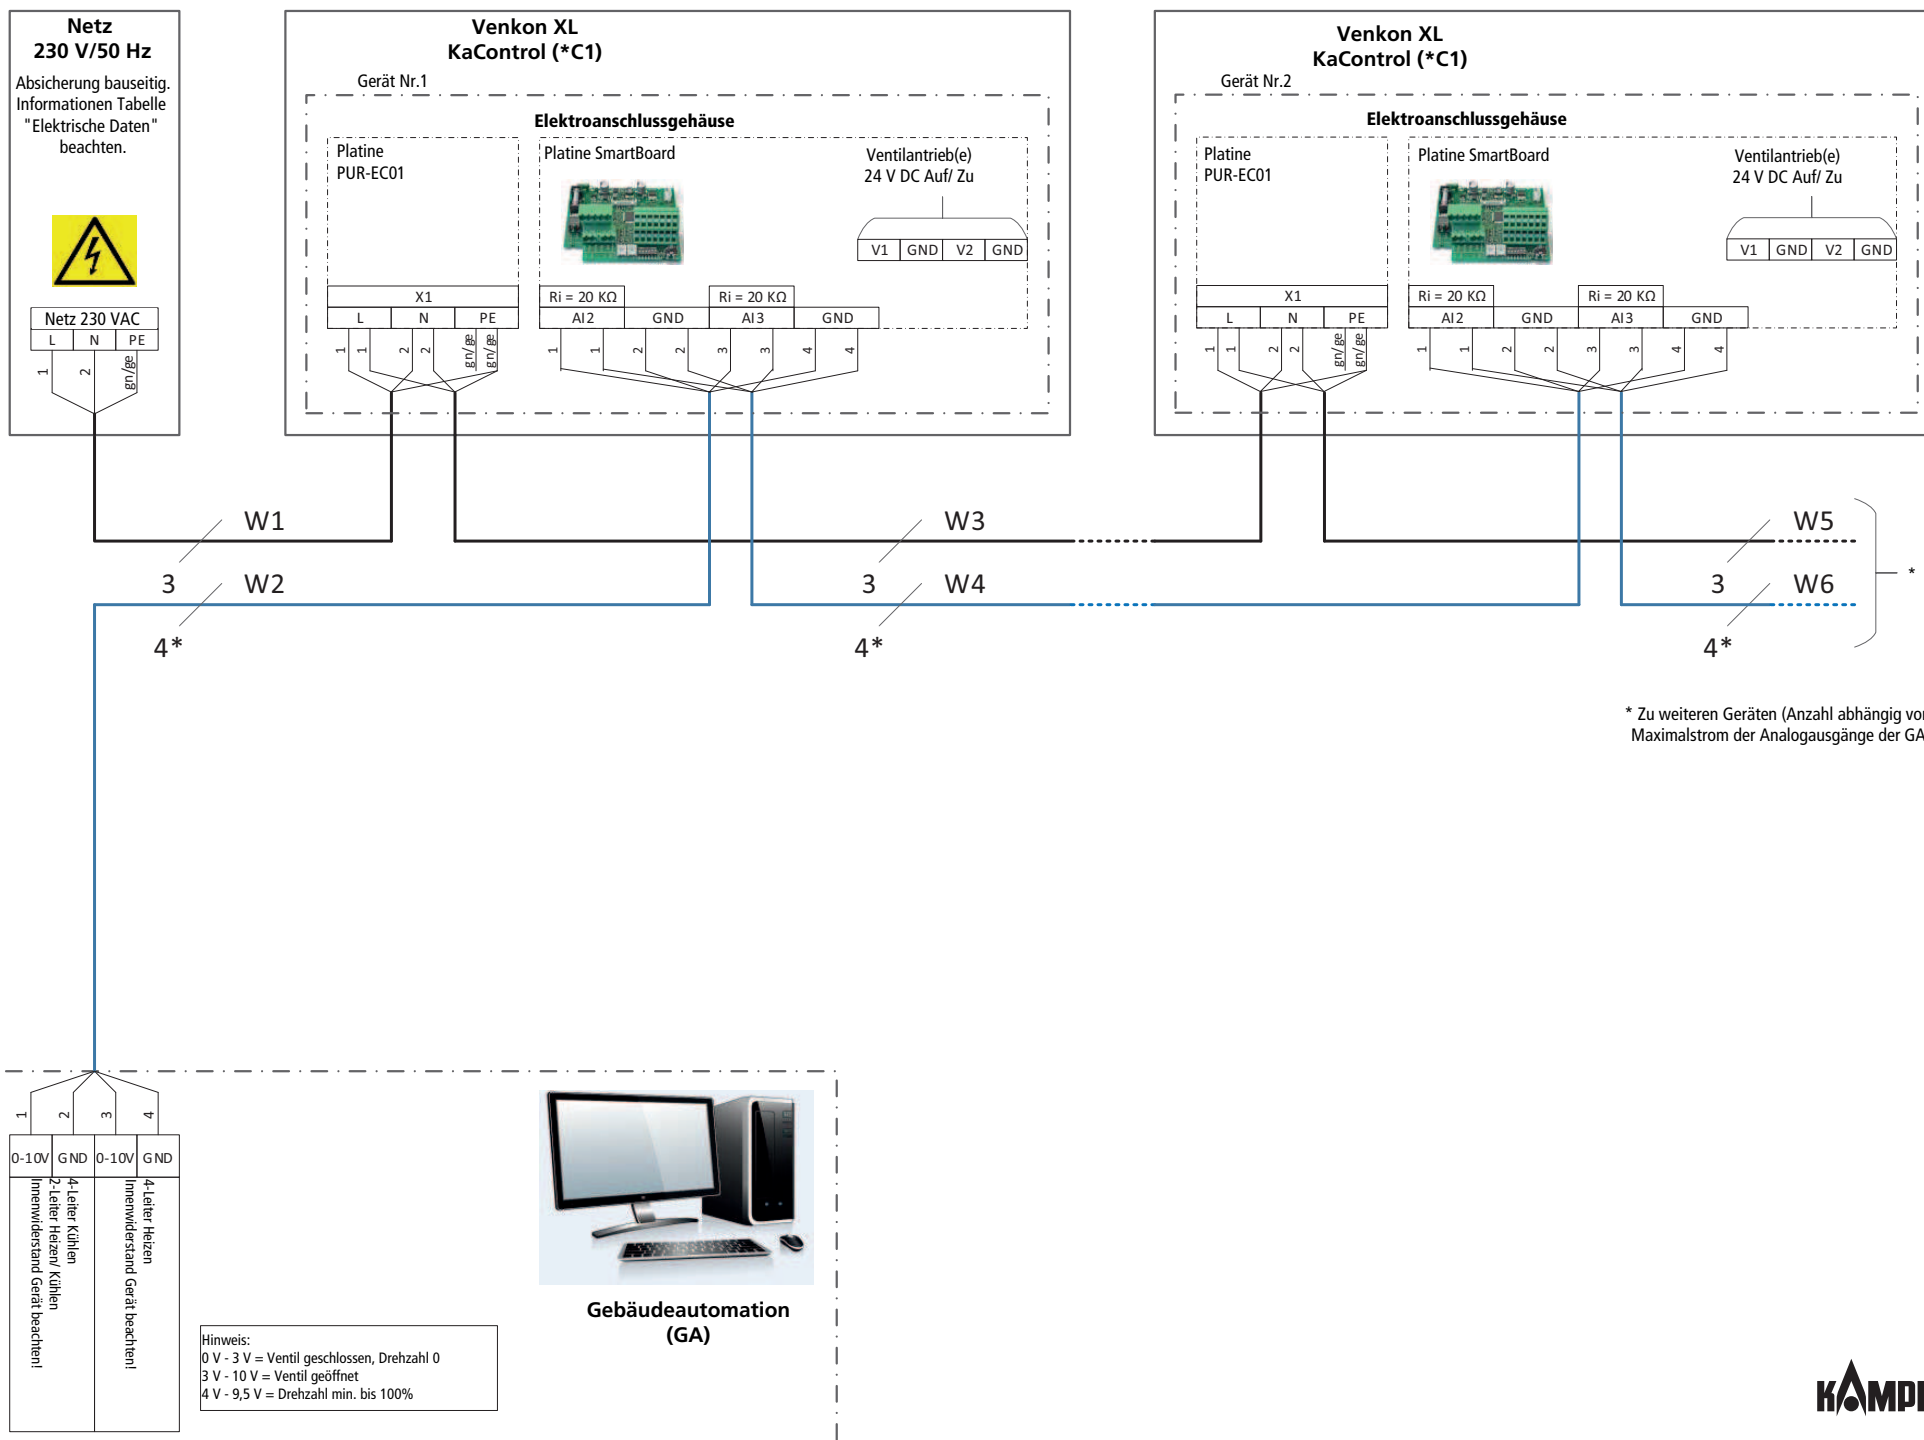 Netz
230 V/50 Hz
Absicherung bauseitig.
Informationen Tabelle
"Elektrische Daten"
beachten.
Netz 230 VAC
L N PE
1 2 gn/ge
Venkon XL
KaControl (*C1)
Gerät Nr.1
Elektroanschlussgehäuse
Platine
PUR-EC01
Platine SmartBoard
Ventilantrieb(e)
24 V DC Auf/ Zu
V1 GND V2 GND
X1
L N PE
Ri = 20 KΩ Ri = 20 KΩ
AI2 GND AI3 GND
1 1 2 2 gn/ge gn/ge 1 1 2 2 3 3 4 4
Venkon XL
KaControl (*C1)
Gerät Nr.2
Elektroanschlussgehäuse
Platine
PUR-EC01
Platine SmartBoard
Ventilantrieb(e)
24 V DC Auf/ Zu
V1 GND V2 GND
X1
L N PE
Ri = 20 KΩ Ri = 20 KΩ
AI2 GND AI3 GND
1 1 2 2 gn/ge gn/ge 1 1 2 2 3 3 4 4
W1 W3 W5
3 W2 3 W4 3 W6 *
4* 4* 4*
* Zu weiteren Geräten (Anzahl abhängig
Maximalstrom der Analogausgänge der GA
1 2 3 4
0-10V GND 0-10V GND
4-Leiter Kühlen
2-Leiter Heizen/ Kühlen
Innenwiderstand Gerät beachten!
4-Leiter Heizen
Innenwiderstand Gerät beachten!
Hinweis:
0 V - 3 V = Ventil geschlossen, Drehzahl 0
3 V - 10 V = Ventil geöffnet
4 V - 9,5 V = Drehzahl min. bis 100%
Gebäudeautomation
(GA)